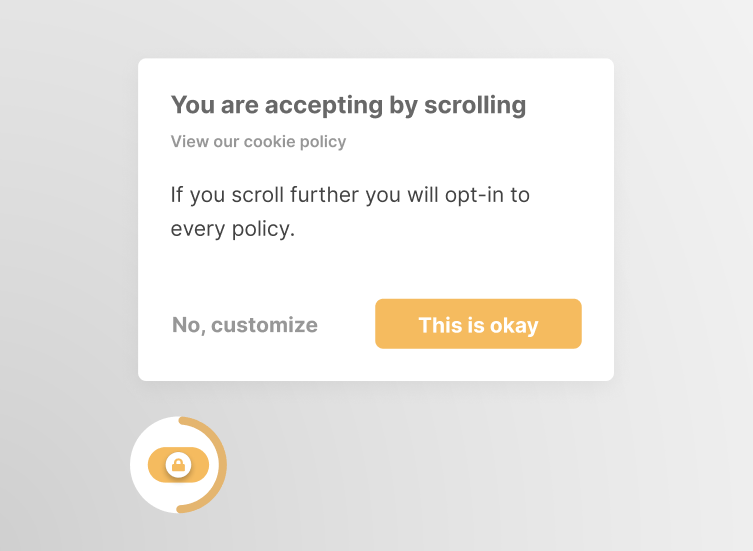 You are accepting by scrolling
View our cookie policy
If you scroll further you will opt-in to
every policy.
No, customize
This is okay